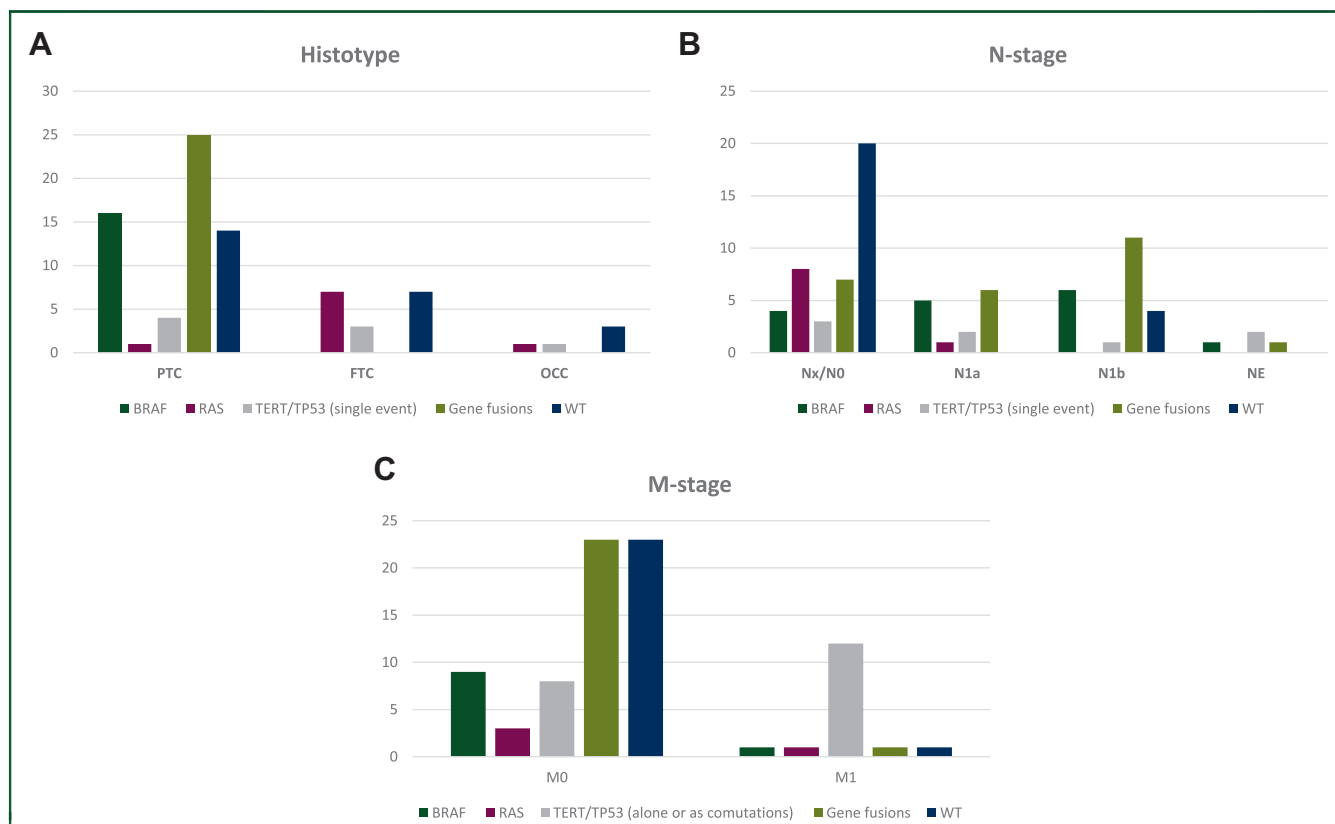 A
Histotype
30
25
20
15
10
5
0
PTC FTC OCC
BRAF RAS TERT/TP53 (single event) Gene fusions WT
B
N-stage
25
20
15
10
5
0
Nx/N0 N1a N1b NE
BRAF RAS TERT/TP53 (single event) Gene fusions WT
C
M-stage
25
20
15
10
5
0
M0 M1
BRAF RAS TERT/TP53 (alone or as comutations) Gene fusions WT